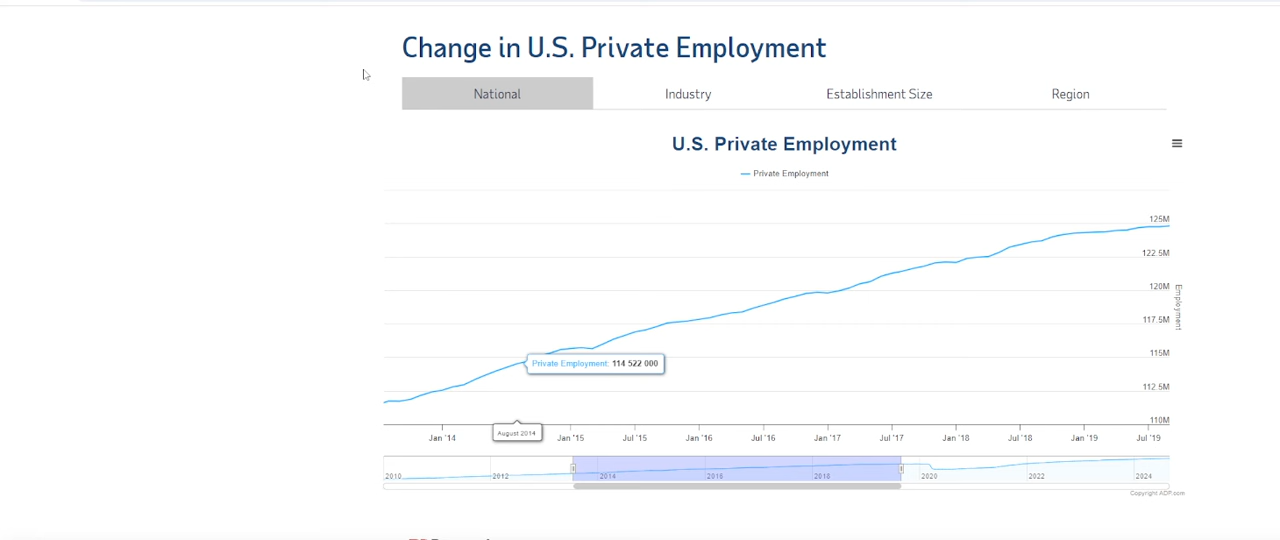 Change in U.S. Private Employment
National Industry Establishment Size Region
U.S. Private Employment
Private Employment
125M
122.5M
120M
117.5M
115M
112.5M
110M
Employment
Private Employment: 114 522 000
August 2014
Jan '14 Jan '15 Jul '15 Jan '16 Jul '16 Jan '17 Jul '17 Jan '18 Jul '18 Jan '19 Jul '19
2010 2012 2014 2016 2018 2020 2022 2024
Copyright ADP.com